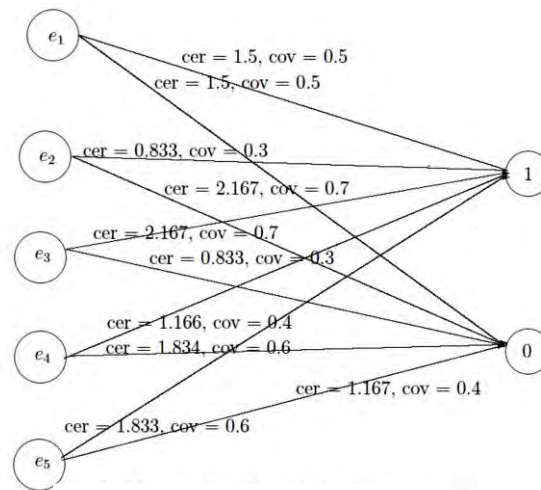 e1
cer = 1.5, cov = 0.5
cer = 1.5, cov = 0.5
e2
cer = 0.833, cov = 0.3
1
cer = 2.167, cov = 0.7
cer = 2.167, cov = 0.7
e3
cer = 0.833, cov = 0.3
cer = 1.166, cov = 0.4
e4
cer = 1.834, cov = 0.6
0
cer = 1.167, cov = 0.4
cer = 1.833, cov = 0.6
e5